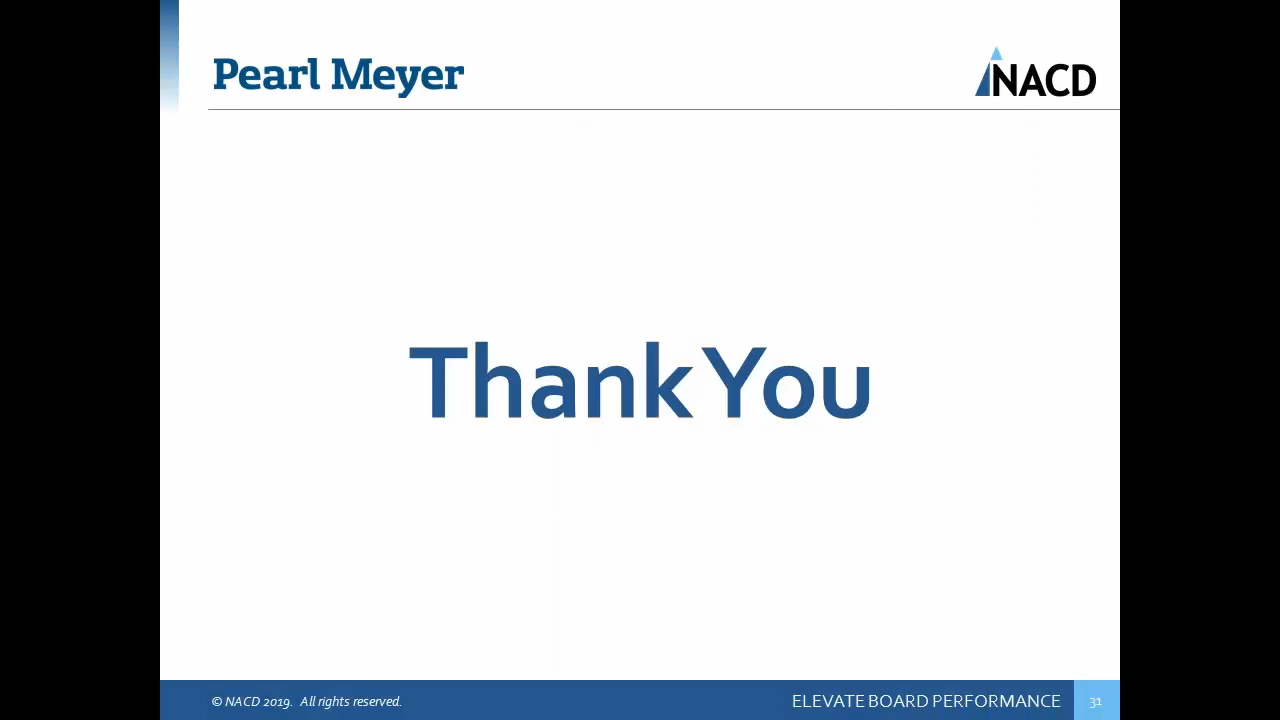 Pearl Meyer
NACD
Thank You
© NACD 2019. All rights reserved.
ELEVATE BOARD PERFORMANCE
31